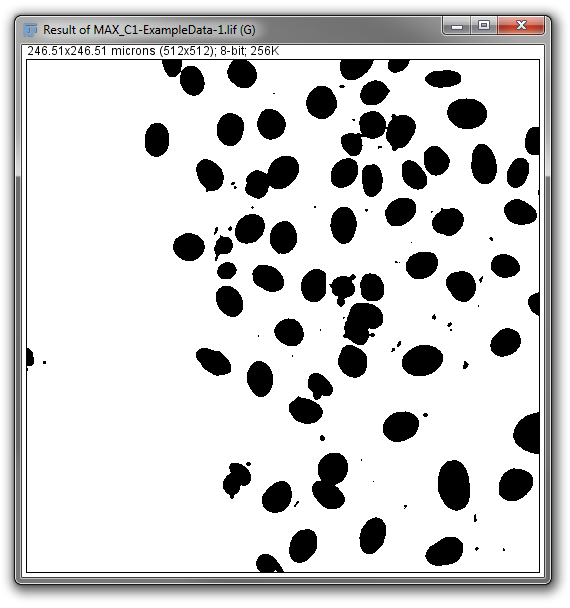 Result of MAX_C1-ExampleData-1.lif (G)
246.51x246.51 microns (512x512); 8-bit; 256K